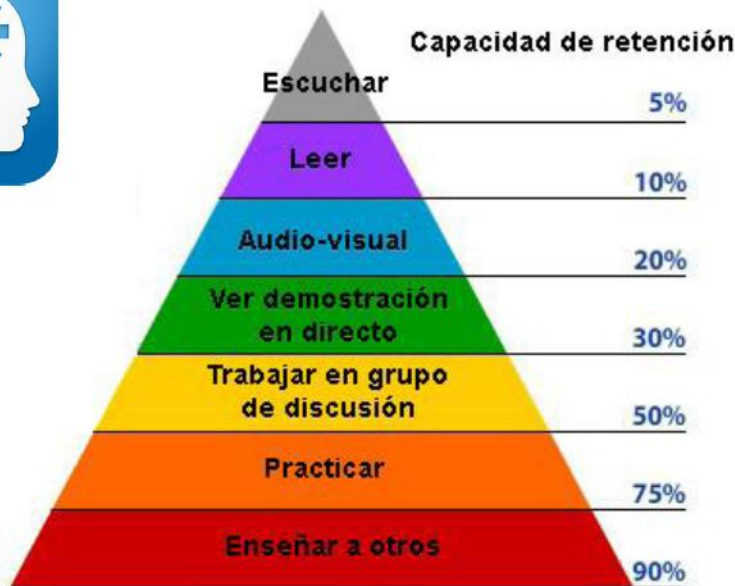 Capacidad de retención
Escuchar
5%
Leer
10%
Audio-visual
20%
Ver demostración
en directo
30%
Trabajar en grupo
de discusión
50%
Practicar
75%
Enseñar a otros
90%